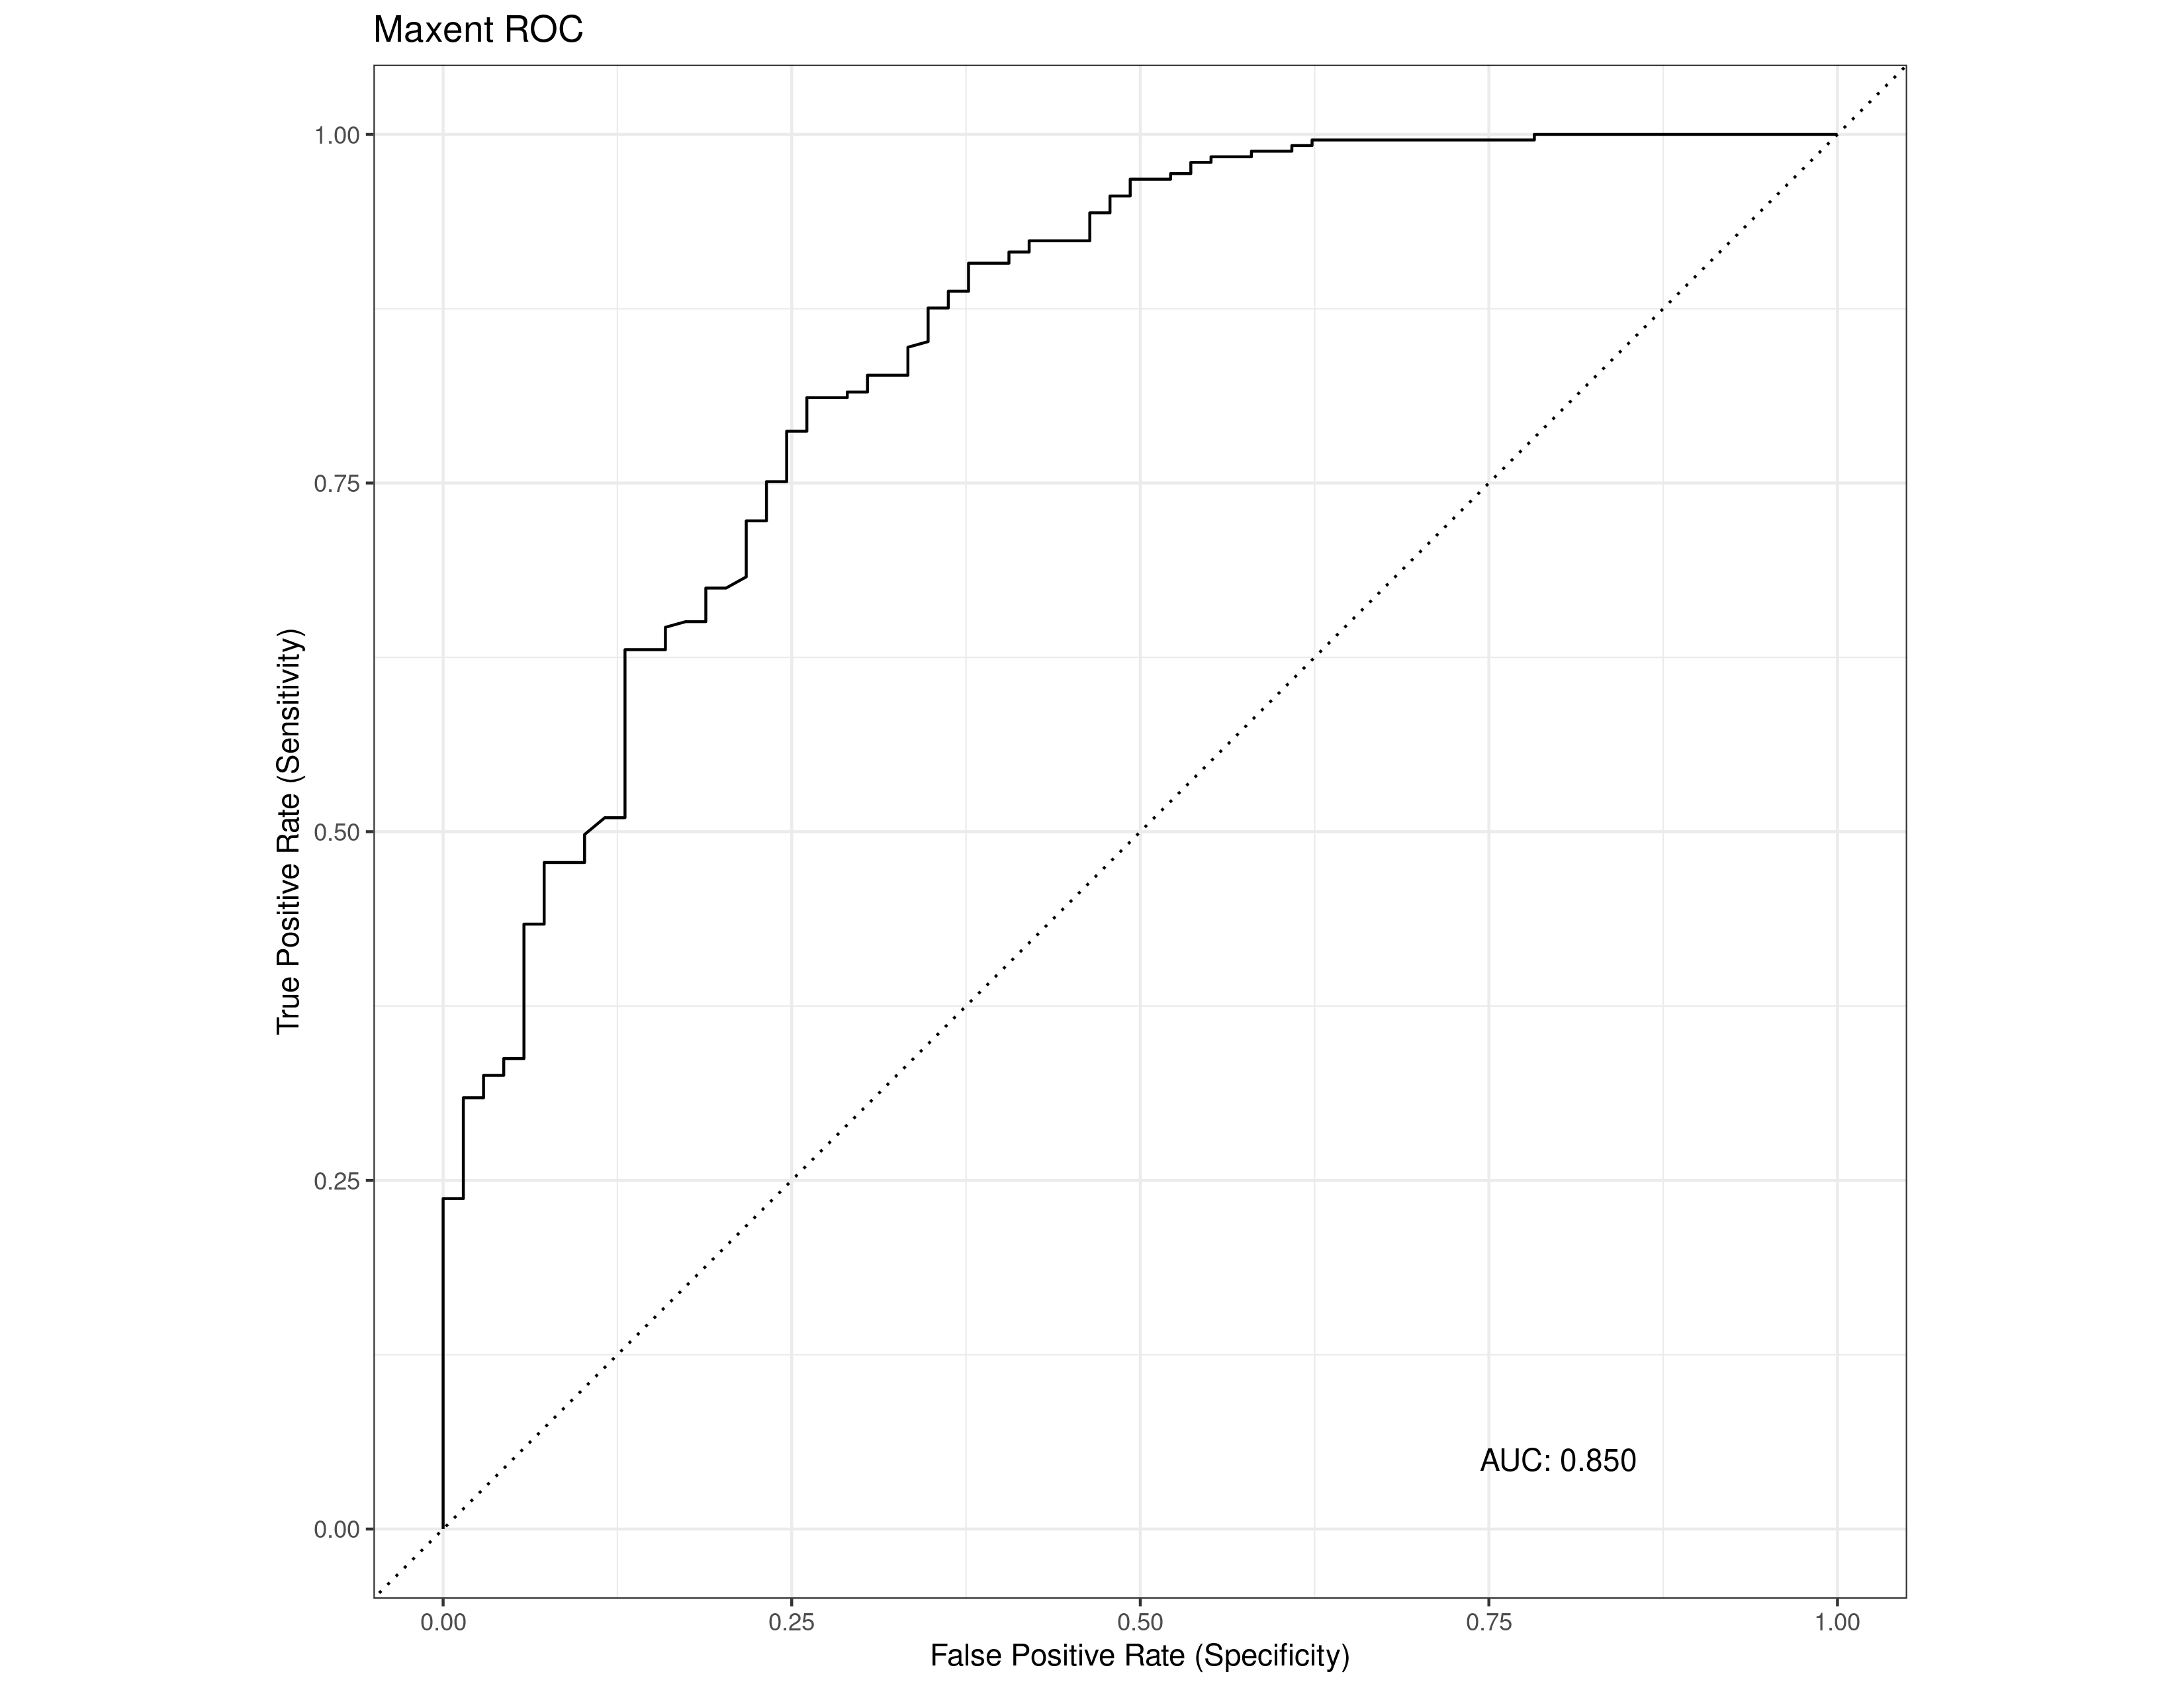 Maxent ROC
True Positive Rate (Sensitivity)
1.00
0.75
0.50
0.25
0.00
AUC: 0.850
0.00 0.25 0.50 0.75 1.00
False Positive Rate (Specificity)